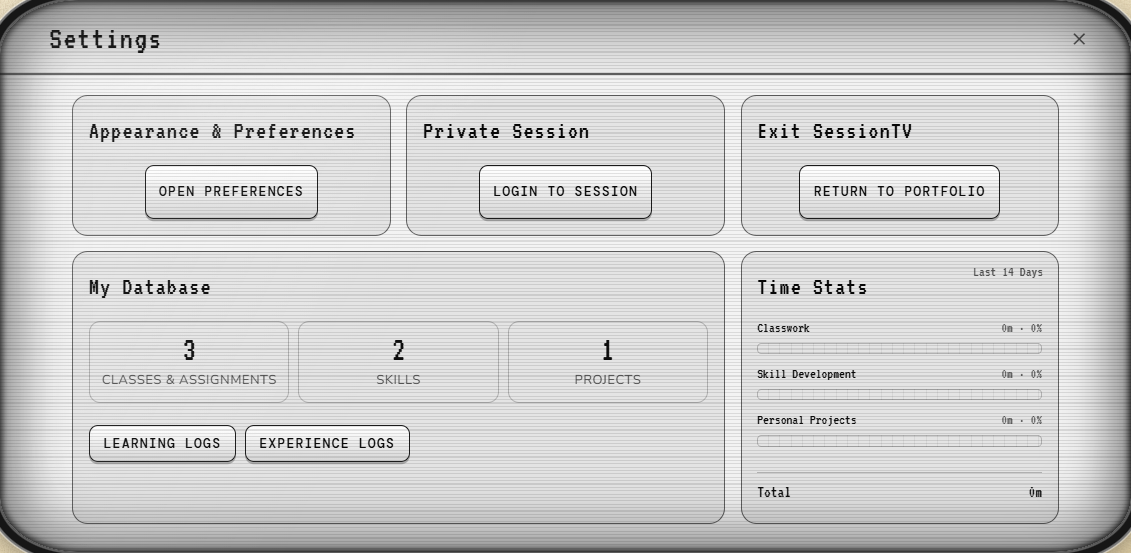 Settings
×
Appearance & Preferences
OPEN PREFERENCES
Private Session
LOGIN TO SESSION
Exit SessionTV
RETURN TO PORTFOLIO
My Database
3
CLASSES & ASSIGNMENTS
2
SKILLS
1
PROJECTS
LEARNING LOGS
EXPERIENCE LOGS
Last 14 Days
Time Stats
Classwork 0m · 0%
Skill Development 0m · 0%
Personal Projects 0m · 0%
Total 0m